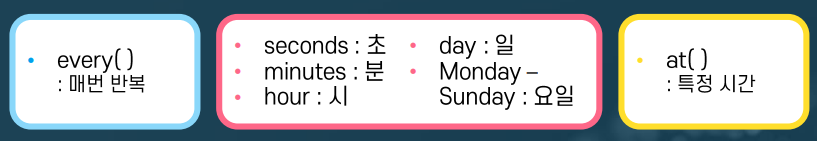 • every( )
: 매번 반복
• seconds : 초
• minutes : 분
• hour : 시
• day : 일
• Monday –
Sunday : 요일
• at( )
: 특정 시간